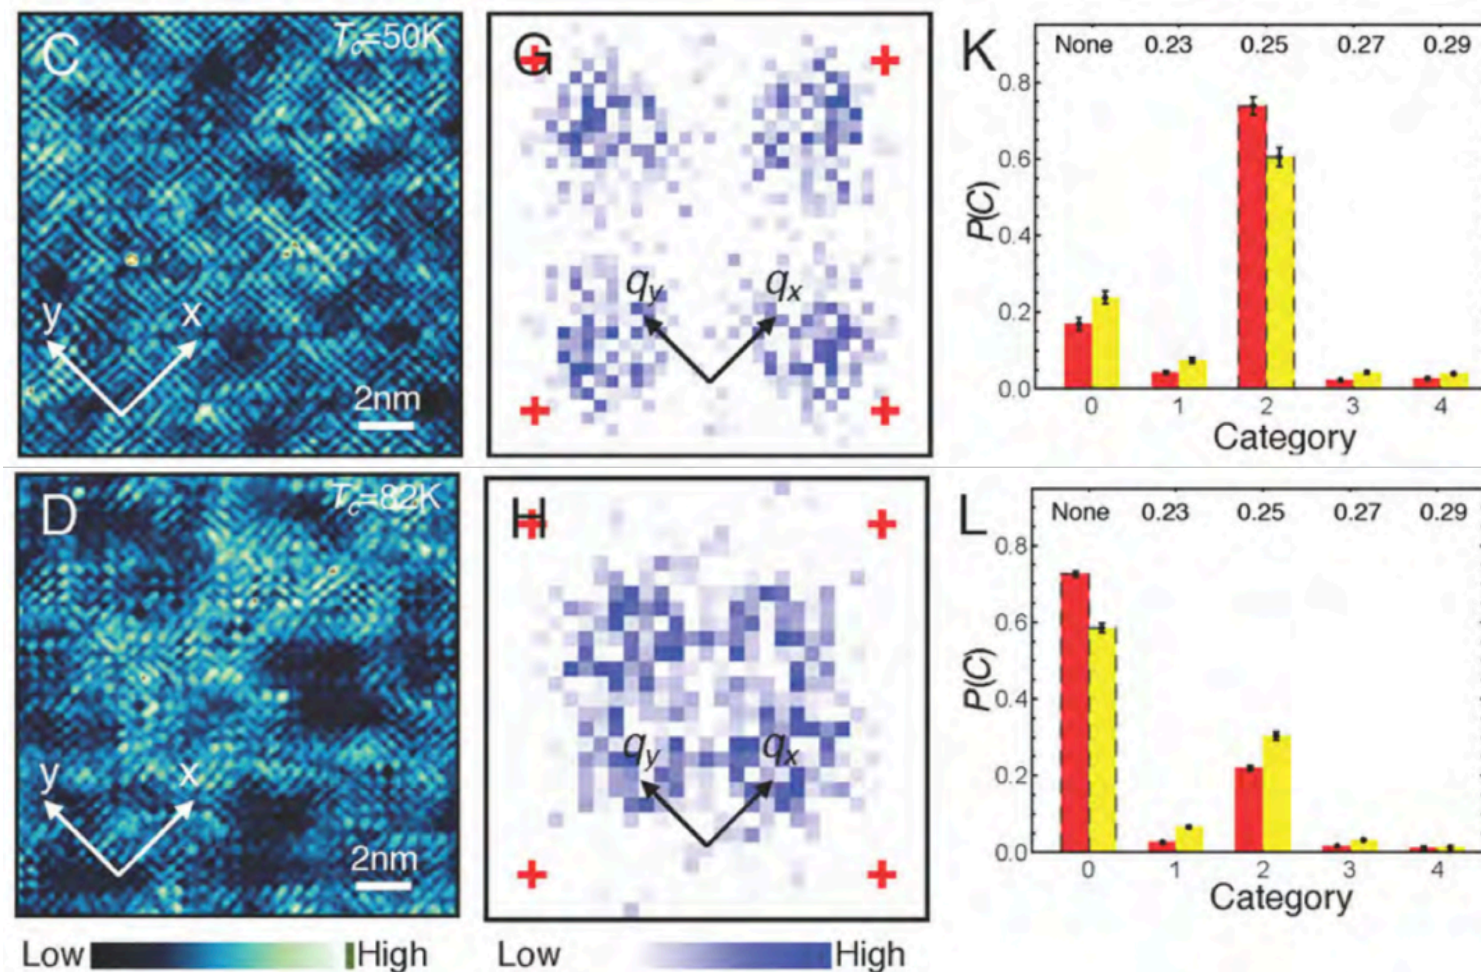 C
Tc=50K
y
x
2nm
G
qy
qx
K
None 0.23 0.25 0.27 0.29
P(C)
0.8
0.6
0.4
0.2
0.0
0 1 2 3 4
Category
D
Tc=82K
y
x
2nm
H
qy
qx
L
None 0.23 0.25 0.27 0.29
P(C)
0.8
0.6
0.4
0.2
0.0
0 1 2 3 4
Category
Low High
Low High